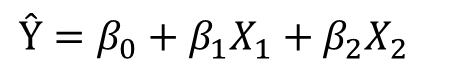 Ŷ = β₀ + β₁X₁ + β₂X₂